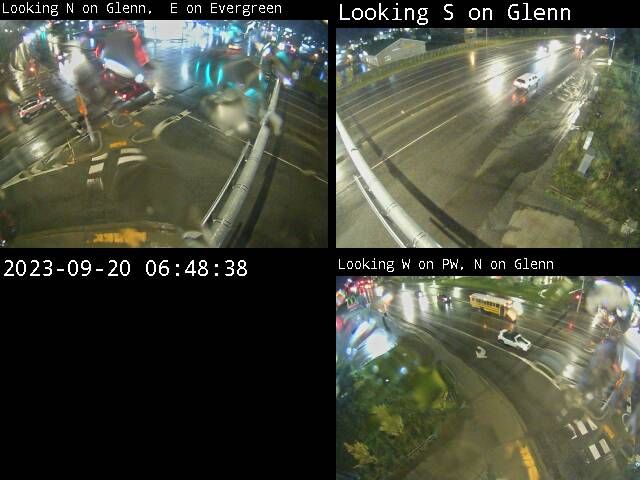 Looking N on Glenn, E on Evergreen
Looking S on Glenn
2023-09-20 06:48:38
Looking W on PW, N on Glenn